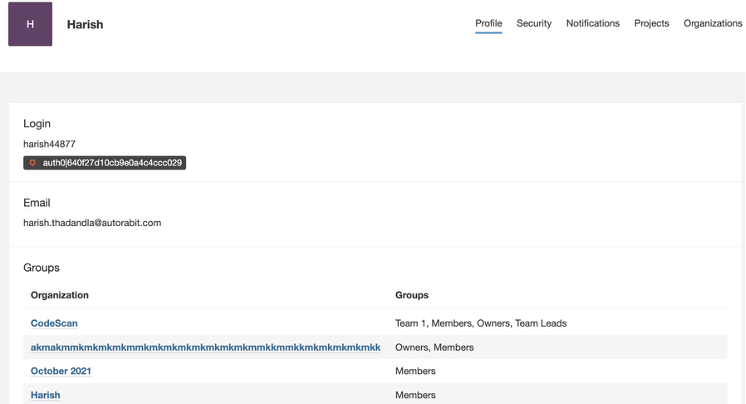 H Harish Profile Security Notifications Projects Organizations
Login
harish44877
auth0|640f27d10cb9e0a4c4ccc029
Email
harish.thadandla@autorabit.com
Groups
Organization Groups
CodeScan Team 1, Members, Owners, Team Leads
akmakmmkmkmkmkmmkmkmkmkmkmkmkmkmkmmkkmmkkmkmkmkmkmkk Owners, Members
October 2021 Members
Harish Members